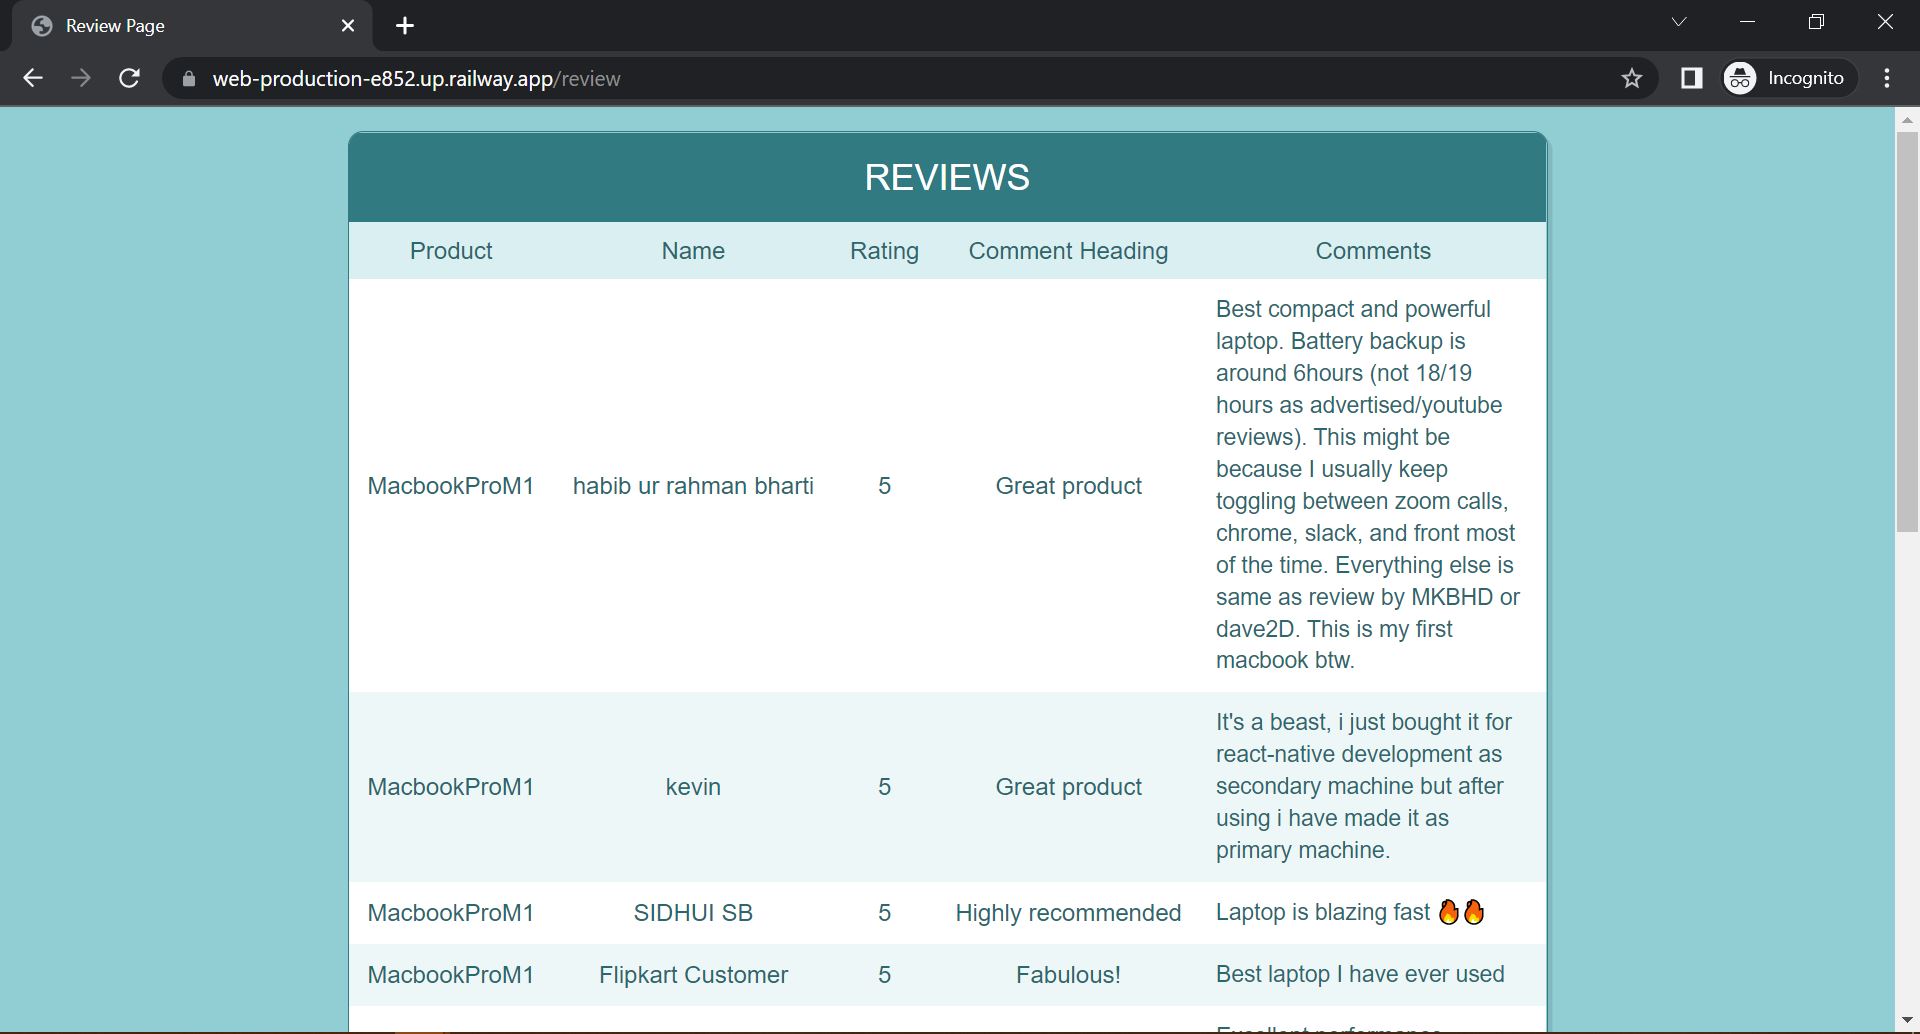 Review Page
web-production-e852.up.railway.app/review
Incognito
REVIEWS
Product Name Rating Comment Heading Comments
Best compact and powerful
laptop. Battery backup is
around 6hours (not 18/19
hours as advertised/youtube
reviews). This might be
because I usually keep
toggling between zoom calls,
chrome, slack, and front most
of the time. Everything else is
same as review by MKBHD or
dave2D. This is my first
macbook btw.
MacbookProM1 habib ur rahman bharti 5 Great product
It's a beast, i just bought it for
react-native development as
secondary machine but after
using i have made it as
primary machine.
MacbookProM1 kevin 5 Great product
MacbookProM1 SIDHUI SB 5 Highly recommended Laptop is blazing fast 🔥🔥
MacbookProM1 Flipkart Customer 5 Fabulous! Best laptop I have ever used